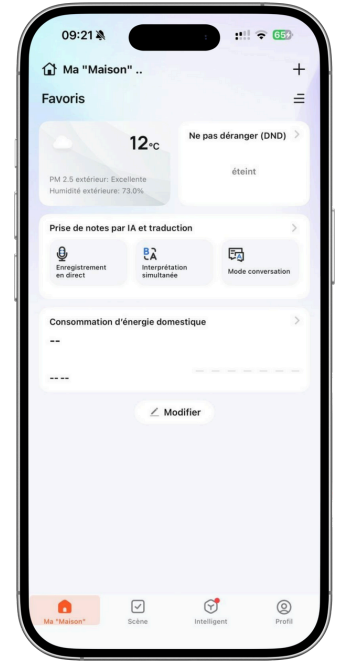 09:21
65
Ma "Maison" ..
Favoris
12°C
PM 2.5 extérieur: Excellente
Humidité extérieure: 73.0%
Ne pas déranger (DND)
éteint
Prise de notes par IA et traduction
Enregistrement
en direct
Interprétation
simultanée
Mode conversation
Consommation d'énergie domestique
--
-- --
Modifier
Ma "Maison"
Scène
Intelligent
Profil